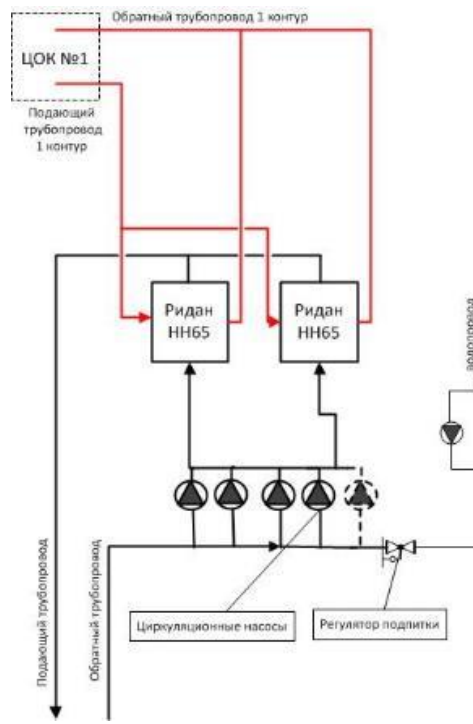 Обратный трубопровод 1 контур
ЦОК №1
Подающий
трубопровод
1 контур
Ридан
НН65
Ридан
НН65
водопровод
Подающий трубопровод
Обратный трубопровод
Циркуляционные насосы
Регулятор подпитки